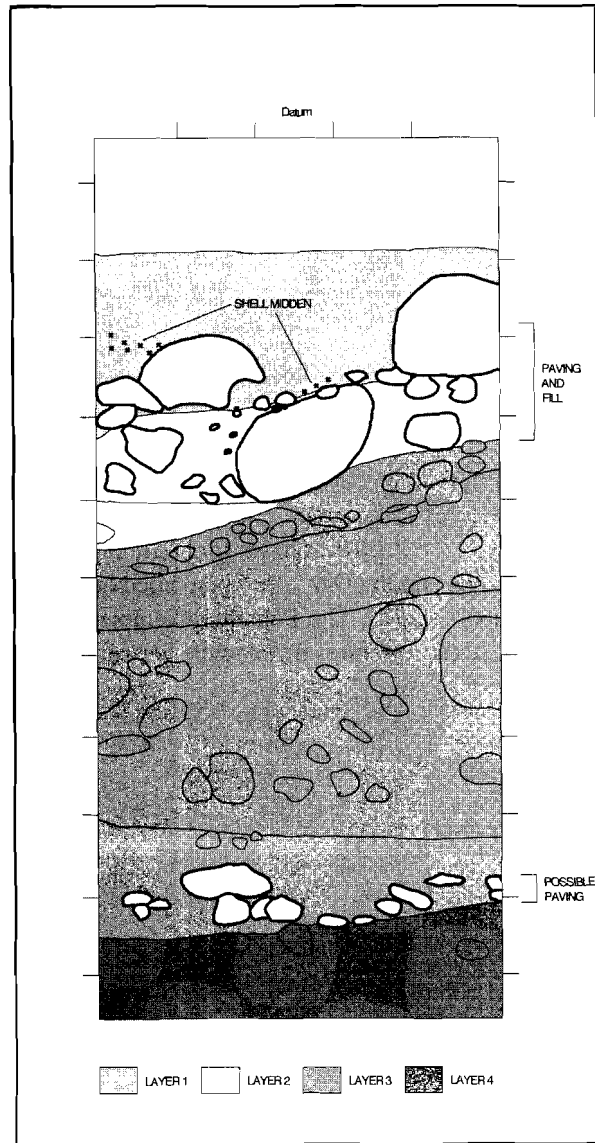 Datum
SHELL MIDDEN
PAVING
AND
FILL
POSSIBLE
PAVING
LAYER 1 LAYER 2 LAYER 3 LAYER 4